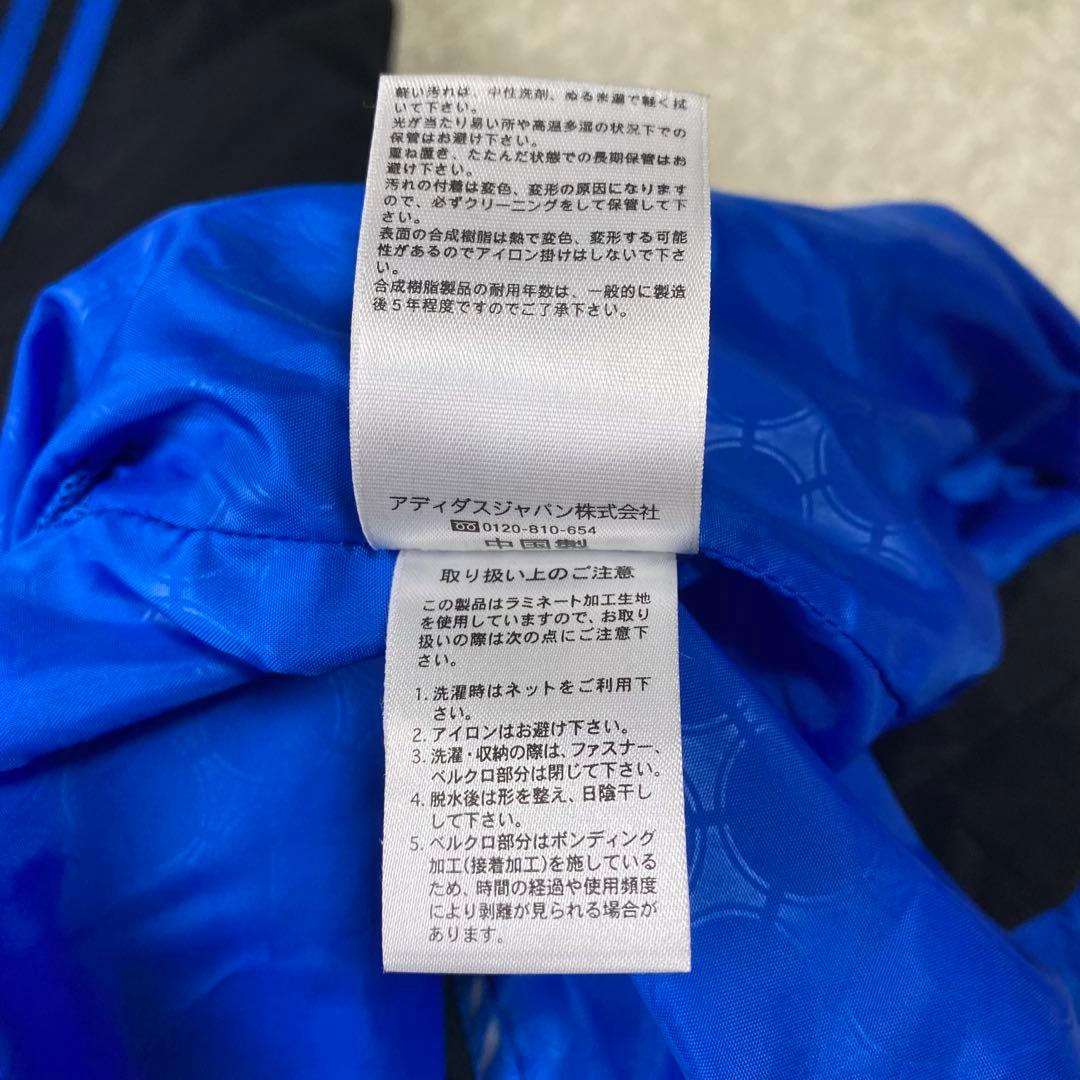 軽い汚れは、中性洗剤、ぬるま湯で軽く拭
いて下さい。
光が当たり易い所や高温多湿の状況下での
保管はお避け下さい。
重ね置き、たたんだ状態での長期保管はお
避け下さい。
汚れの付着は変色、変形の原因になります
ので、必ずクリーニングをして保管して下
さい。
表面の合成樹脂は熱で変色、変形する可能
性があるのでアイロン掛けはしないで下さ
い。
合成樹脂製品の耐用年数は、一般的に製造
後5年程度ですのでご了承下さい。
アディダスジャパン株式会社
0120-810-654
中国製
取り扱い上のご注意
この製品はラミネート加工生地
を使用していますので、お取り
扱いの際は次の点にご注意下
さい。
1. 洗濯時はネットをご利用下
さい。
2. アイロンはお避け下さい。
3. 洗濯・収納の際は、ファスナー、
ベルクロ部分は閉じて下さい。
4. 脱水後は形を整え、日陰干し
して下さい。
5. ベルクロ部分はボンディング
加工(接着加工)を施している
ため、時間の経過や使用頻度
により剥離が見られる場合が
あります。